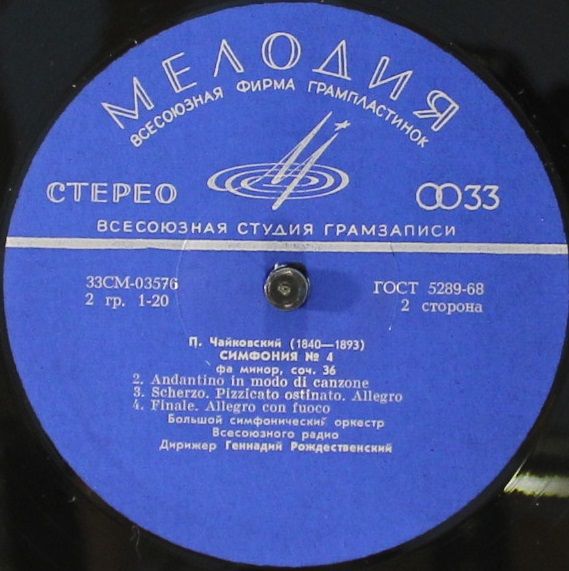 МЕЛОДИЯ
ВСЕСОЮЗНАЯ ФИРМА ГРАМПЛАСТИНОК
СТЕРЕО
33
ВСЕСОЮЗНАЯ СТУДИЯ ГРАМЗАПИСИ
33СМ-03576
2 гр. 1-20
ГОСТ 5289-68
2 сторона
П. Чайковский (1840—1893)
СИМФОНИЯ № 4
фа минор, соч. 36
2. Andantino in modo di canzone
3. Scherzo. Pizzicato ostinato. Allegro
4. Finale. Allegro con fuoco
Большой симфонический оркестр
Всесоюзного радио
Дирижер Геннадий Рождественский